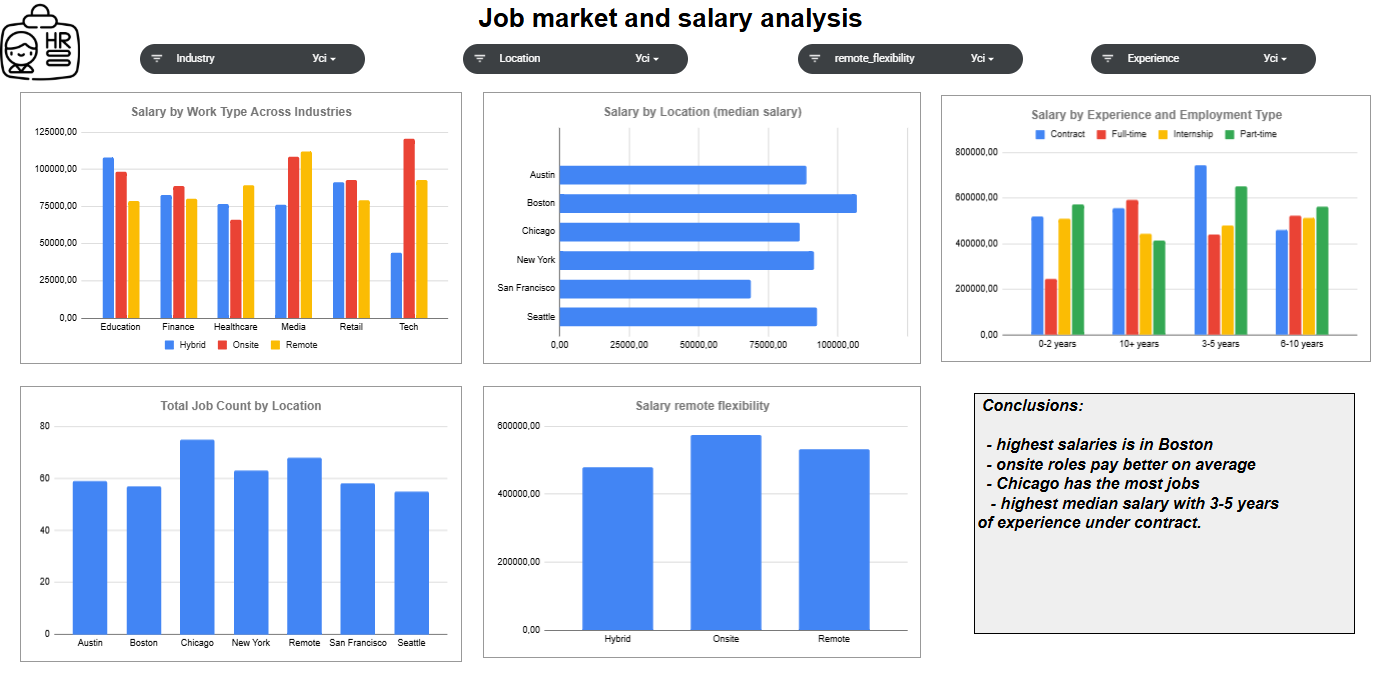 Job market and salary analysis
HR
Industry Усі
Location Усі
remote_flexibility Усі
Experience Усі
Salary by Work Type Across Industries
125000,00
100000,00
75000,00
50000,00
25000,00
0,00
Education Finance Healthcare Media Retail Tech
Hybrid Onsite Remote
Salary by Location (median salary)
Austin
Boston
Chicago
New York
San Francisco
Seattle
0,00 25000,00 50000,00 75000,00 100000,00
Salary by Experience and Employment Type
Contract Full-time Internship Part-time
800000,00
600000,00
400000,00
200000,00
0,00
0-2 years 10+ years 3-5 years 6-10 years
Total Job Count by Location
80
60
40
20
0
Austin Boston Chicago New York Remote San Francisco Seattle
Salary remote flexibility
600000,00
400000,00
200000,00
0,00
Hybrid Onsite Remote
Conclusions:
- highest salaries is in Boston
- onsite roles pay better on average
- Chicago has the most jobs
- highest median salary with 3-5 years
of experience under contract.